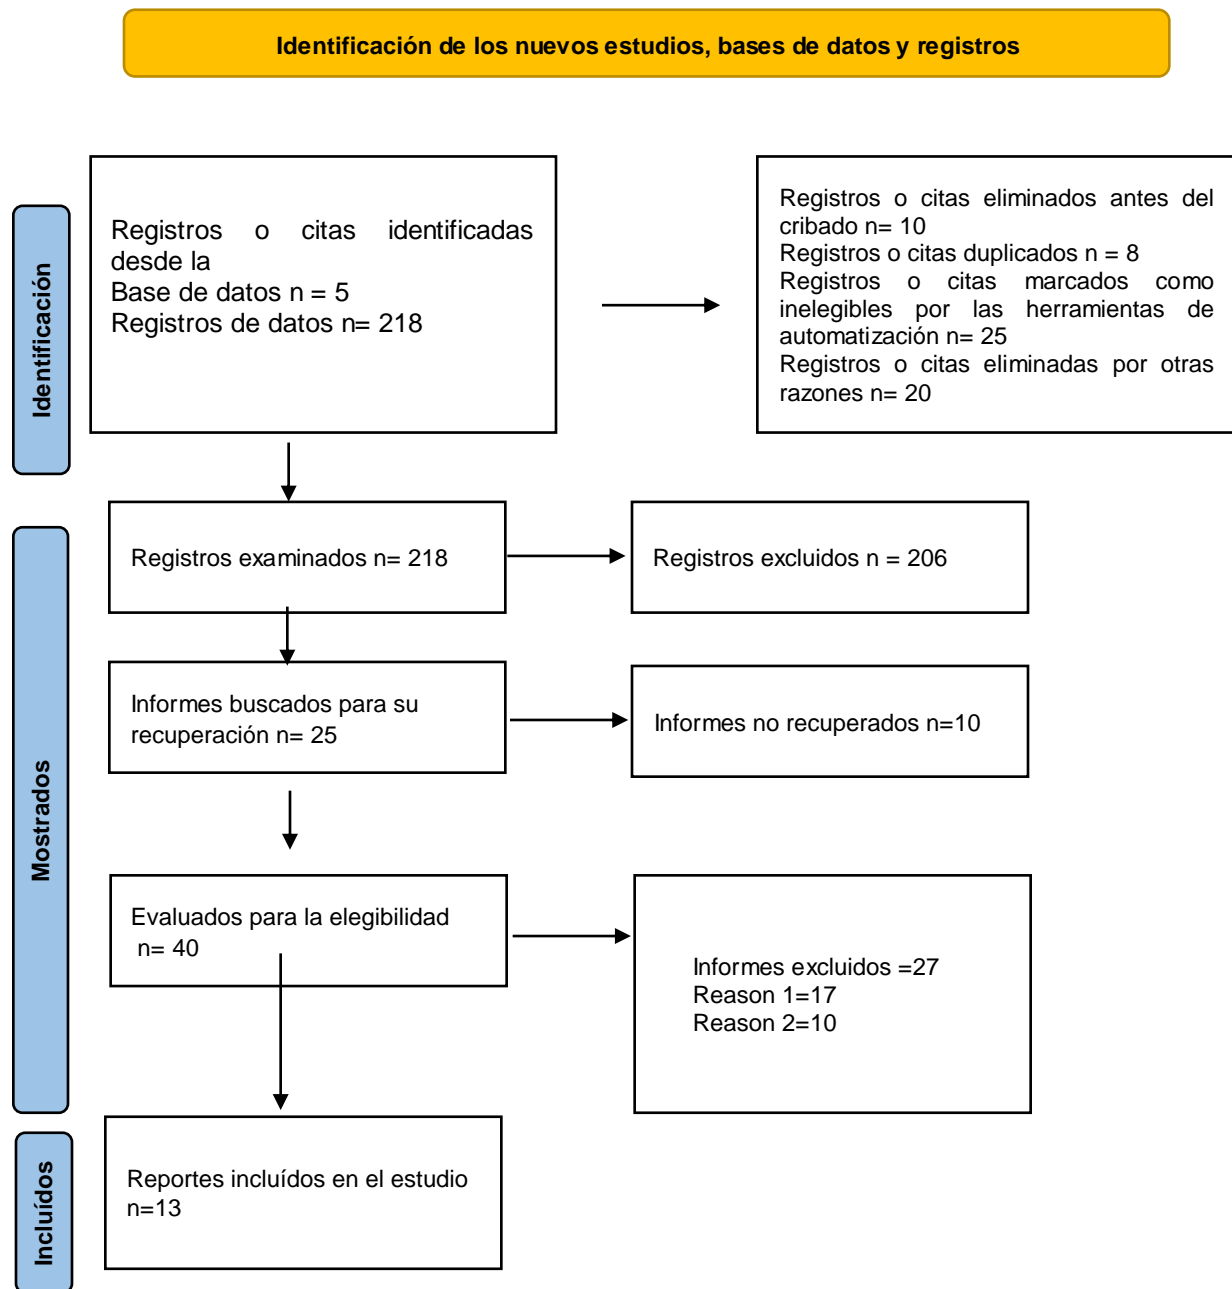 Identificación de los nuevos estudios, bases de datos y registros
Identificación
Registros o citas identificadas
desde la
Base de datos n = 5
Registros de datos n= 218
Registros o citas eliminados antes del
cribado n= 10
Registros o citas duplicados n = 8
Registros o citas marcados como
inelegibles por las herramientas de
automatización n= 25
Registros o citas eliminadas por otras
razones n= 20
Mostrados
Registros examinados n= 218
Registros excluidos n = 206
Informes buscados para su
recuperación n= 25
Informes no recuperados n=10
Evaluados para la elegibilidad
n= 40
Informes excluidos =27
Reason 1=17
Reason 2=10
Incluídos
Reportes incluídos en el estudio
n=13